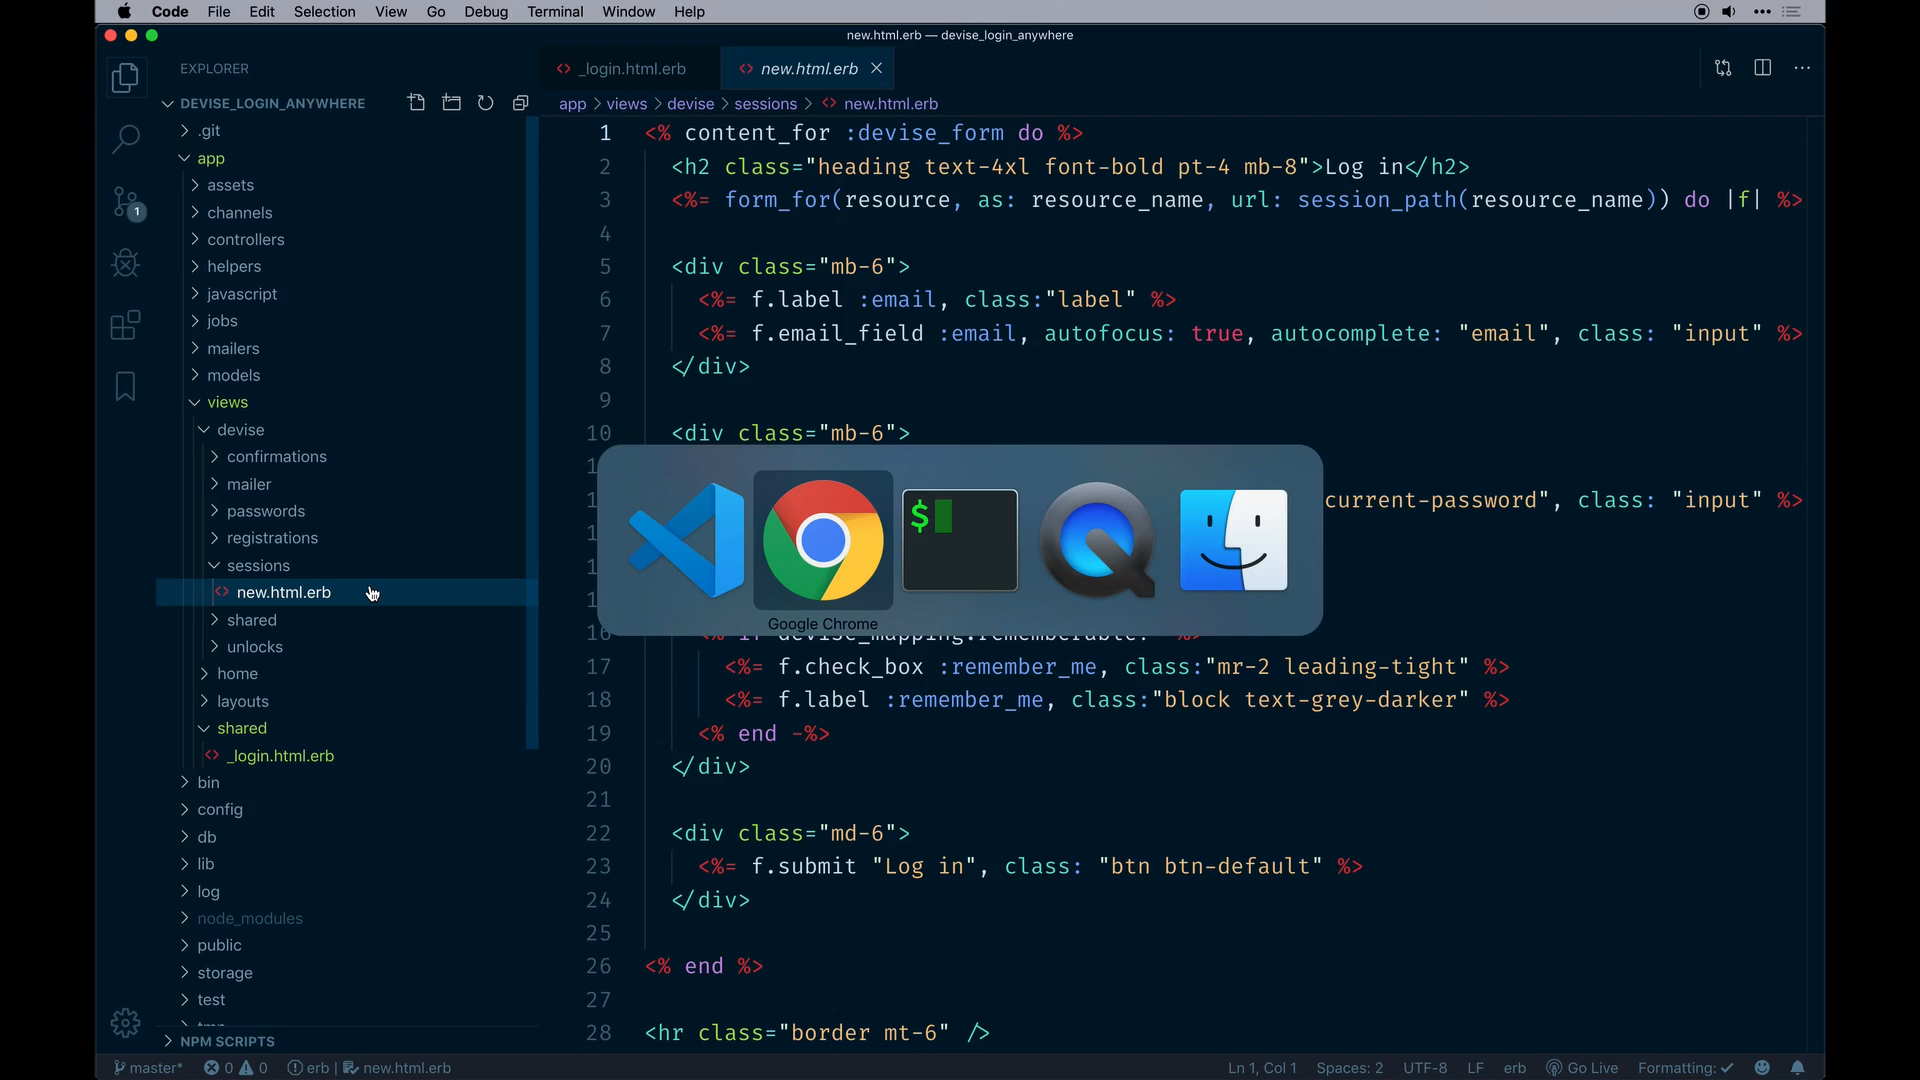 Code File Edit Selection View Go Debug Terminal Window Help
new.html.erb — devise_login_anywhere
EXPLORER
DEVISE_LOGIN_ANYWHERE
.git
app
assets
channels
controllers
helpers
javascript
jobs
mailers
models
views
devise
confirmations
mailer
passwords
registrations
sessions
new.html.erb
shared
unlocks
home
layouts
shared
_login.html.erb
bin
config
db
lib
log
node_modules
public
storage
test
NPM SCRIPTS
1
_login.html.erb new.html.erb
app > views > devise > sessions > new.html.erb
1 <% content_for :devise_form do %>
2 <h2 class="heading text-4xl font-bold pt-4 mb-8">Log in</h2>
3 <%= form_for(resource, as: resource_name, url: session_path(resource_name)) do |f| %>
4
5 <div class="mb-6">
6 <%= f.label :email, class:"label" %>
7 <%= f.email_field :email, autofocus: true, autocomplete: "email", class: "input" %>
8 </div>
9
10 <div class="mb-6">
current-password", class: "input" %>
$
Google Chrome
16
17 <%= f.check_box :remember_me, class:"mr-2 leading-tight" %>
18 <%= f.label :remember_me, class:"block text-grey-darker" %>
19 <% end -%>
20 </div>
21
22 <div class="md-6">
23 <%= f.submit "Log in", class: "btn btn-default" %>
24 </div>
25
26 <% end %>
27
28 <hr class="border mt-6" />
master* 0 0 erb | new.html.erb Ln 1, Col 1 Spaces: 2 UTF-8 LF erb Go Live Formatting: ✓